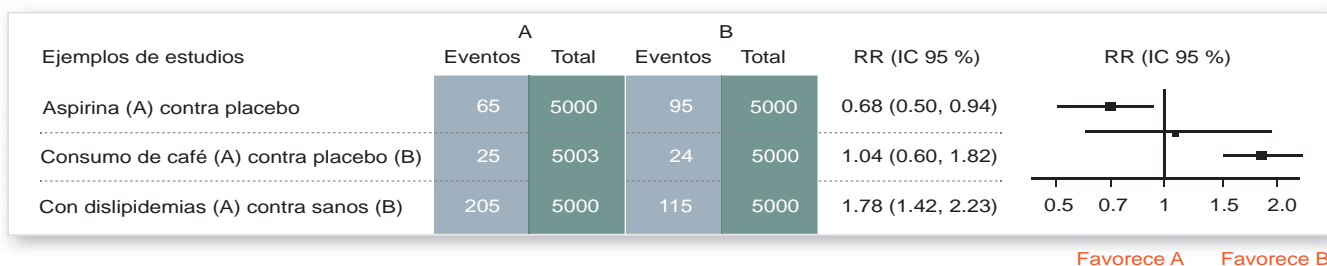 A B
Ejemplos de estudios Eventos Total Eventos Total RR (IC 95 %) RR (IC 95 %)
Aspirina (A) contra placebo 65 5000 95 5000 0.68 (0.50, 0.94)
Consumo de café (A) contra placebo (B) 25 5003 24 5000 1.04 (0.60, 1.82)
Con dislipidemias (A) contra sanos (B) 205 5000 115 5000 1.78 (1.42, 2.23) 0.5 0.7 1 1.5 2.0
Favorece A Favorece B